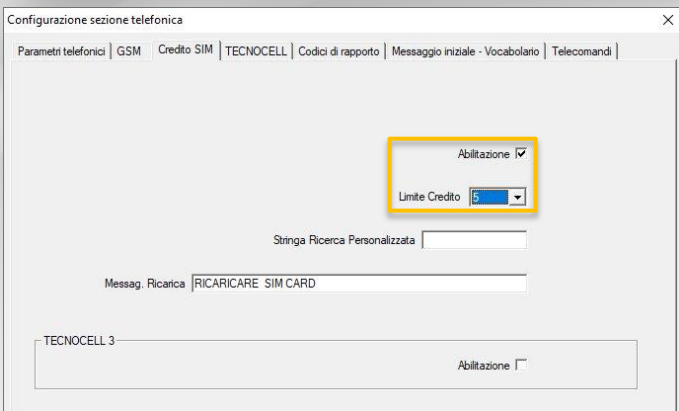 Configurazione sezione telefonica
Parametri telefonici GSM Credito SIM TECNOCELL Codici di rapporto Messaggio iniziale - Vocabolario Telecomandi
Abilitazione
Limite Credito 5
Stringa Ricerca Personalizzata
Messag. Ricarica RICARICARE SIM CARD
TECNOCELL 3
Abilitazione